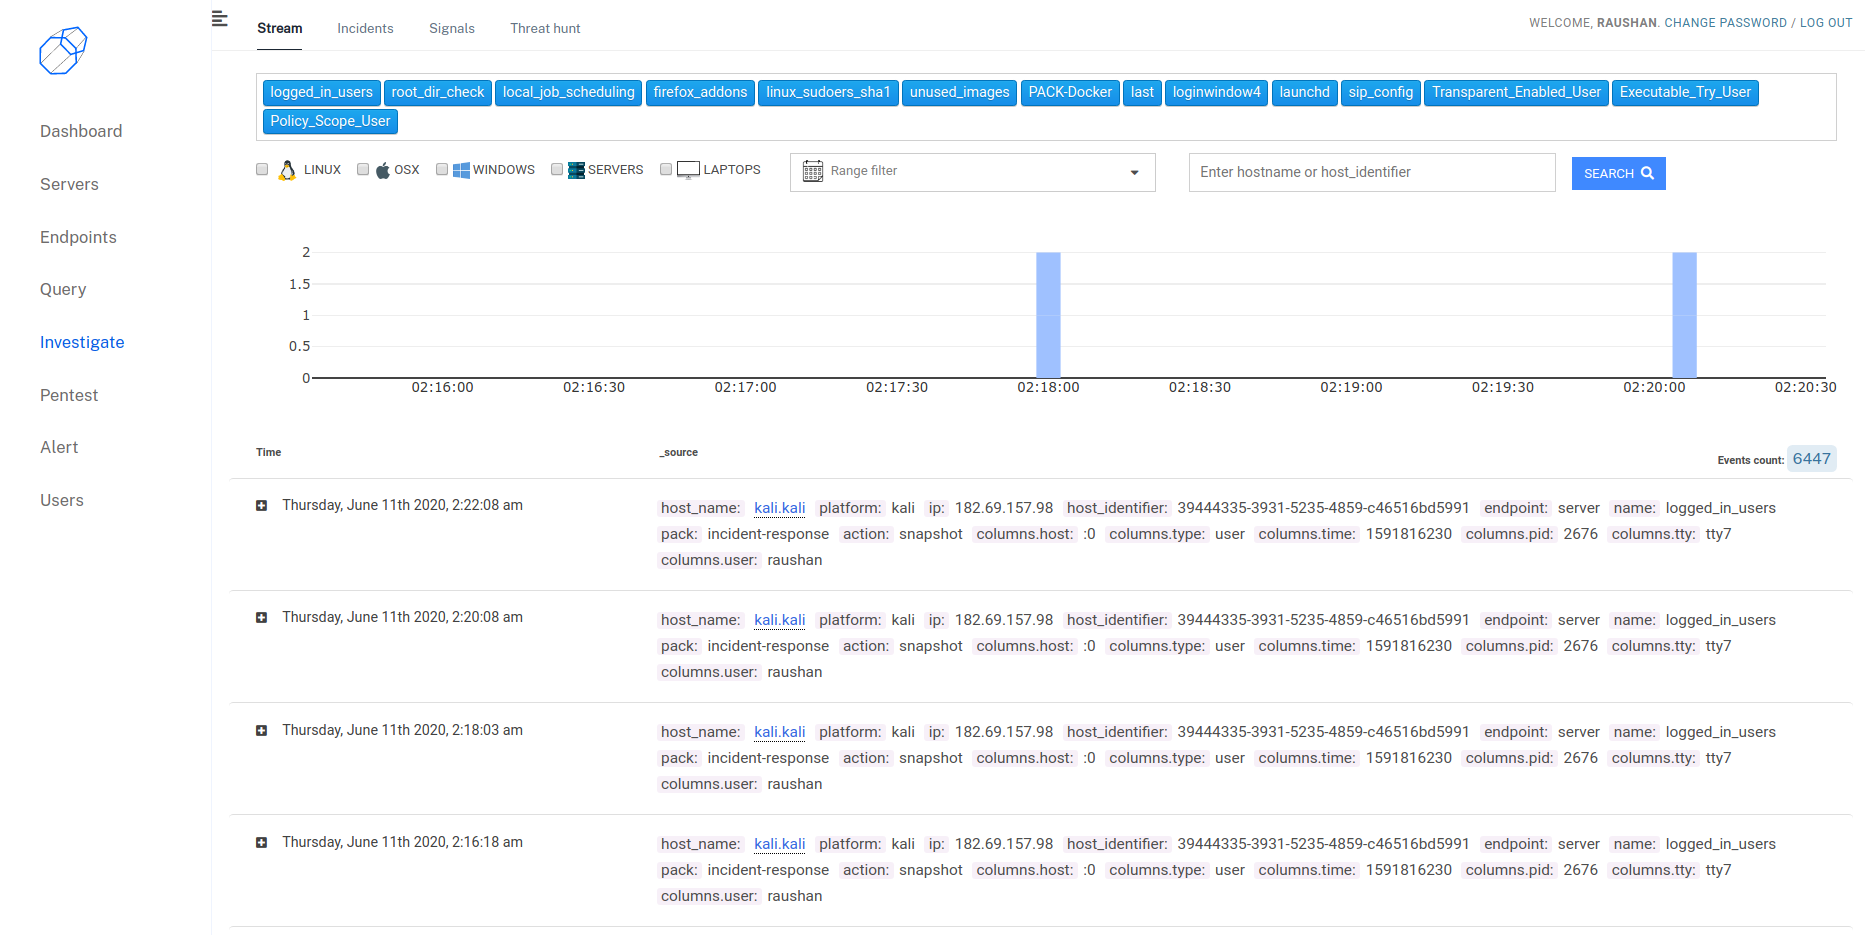 Stream Incidents Signals Threat hunt
WELCOME, RAUSHAN. CHANGE PASSWORD / LOG OUT
Dashboard
Servers
Endpoints
Query
Investigate
Pentest
Alert
Users
logged_in_users root_dir_check local_job_scheduling firefox_addons linux_sudoers_sha1 unused_images PACK-Docker last loginwindow4 launchd sip_config Transparent_Enabled_User Executable_Try_User
Policy_Scope_User
LINUX OSX WINDOWS SERVERS LAPTOPS Range filter Enter hostname or host_identifier SEARCH
2
1.5
1
0.5
0
02:16:00 02:16:30 02:17:00 02:17:30 02:18:00 02:18:30 02:19:00 02:19:30 02:20:00 02:20:30
Time _source Events count: 6447
Thursday, June 11th 2020, 2:22:08 am host_name: kali.kali platform: kali ip: 182.69.157.98 host_identifier: 39444335-3931-5235-4859-c46516bd5991 endpoint: server name: logged_in_users
pack: incident-response action: snapshot columns.host: :0 columns.type: user columns.time: 1591816230 columns.pid: 2676 columns.tty: tty7
columns.user: raushan
Thursday, June 11th 2020, 2:20:08 am host_name: kali.kali platform: kali ip: 182.69.157.98 host_identifier: 39444335-3931-5235-4859-c46516bd5991 endpoint: server name: logged_in_users
pack: incident-response action: snapshot columns.host: :0 columns.type: user columns.time: 1591816230 columns.pid: 2676 columns.tty: tty7
columns.user: raushan
Thursday, June 11th 2020, 2:18:03 am host_name: kali.kali platform: kali ip: 182.69.157.98 host_identifier: 39444335-3931-5235-4859-c46516bd5991 endpoint: server name: logged_in_users
pack: incident-response action: snapshot columns.host: :0 columns.type: user columns.time: 1591816230 columns.pid: 2676 columns.tty: tty7
columns.user: raushan
Thursday, June 11th 2020, 2:16:18 am host_name: kali.kali platform: kali ip: 182.69.157.98 host_identifier: 39444335-3931-5235-4859-c46516bd5991 endpoint: server name: logged_in_users
pack: incident-response action: snapshot columns.host: :0 columns.type: user columns.time: 1591816230 columns.pid: 2676 columns.tty: tty7
columns.user: raushan